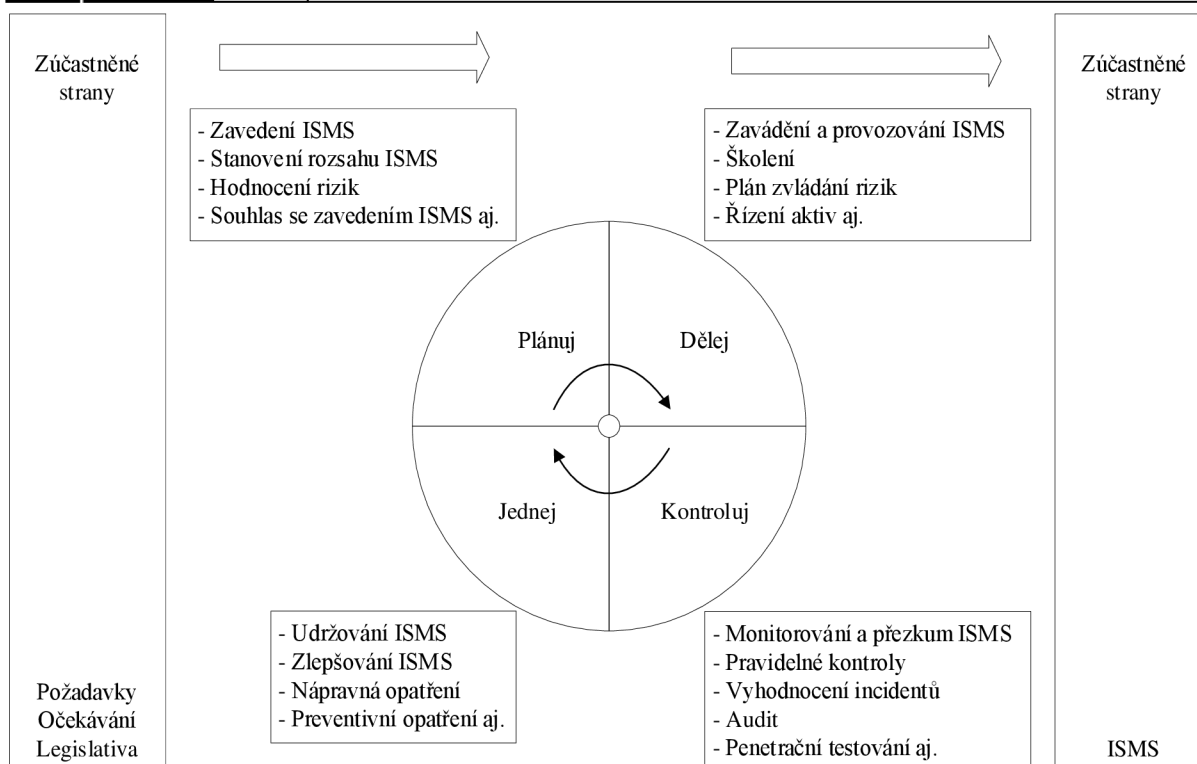 Zúčastněné
strany
Zúčastněné
strany
- Zavedení ISMS
- Stanovení rozsahu ISMS
- Hodnocení rizik
- Souhlas se zavedením ISMS aj.
- Zavádění a provozování ISMS
- Školení
- Plán zvládání rizik
- Řízení aktiv aj.
Plánuj
Dělej
Jednej
Kontroluj
- Udržování ISMS
- Zlepšování ISMS
- Nápravná opatření
- Preventivní opatření aj.
- Monitorování a přezkum ISMS
- Pravidelné kontroly
- Vyhodnocení incidentů
- Audit
- Penetrační testování aj.
Požadavky
Očekávání
Legislativa
ISMS